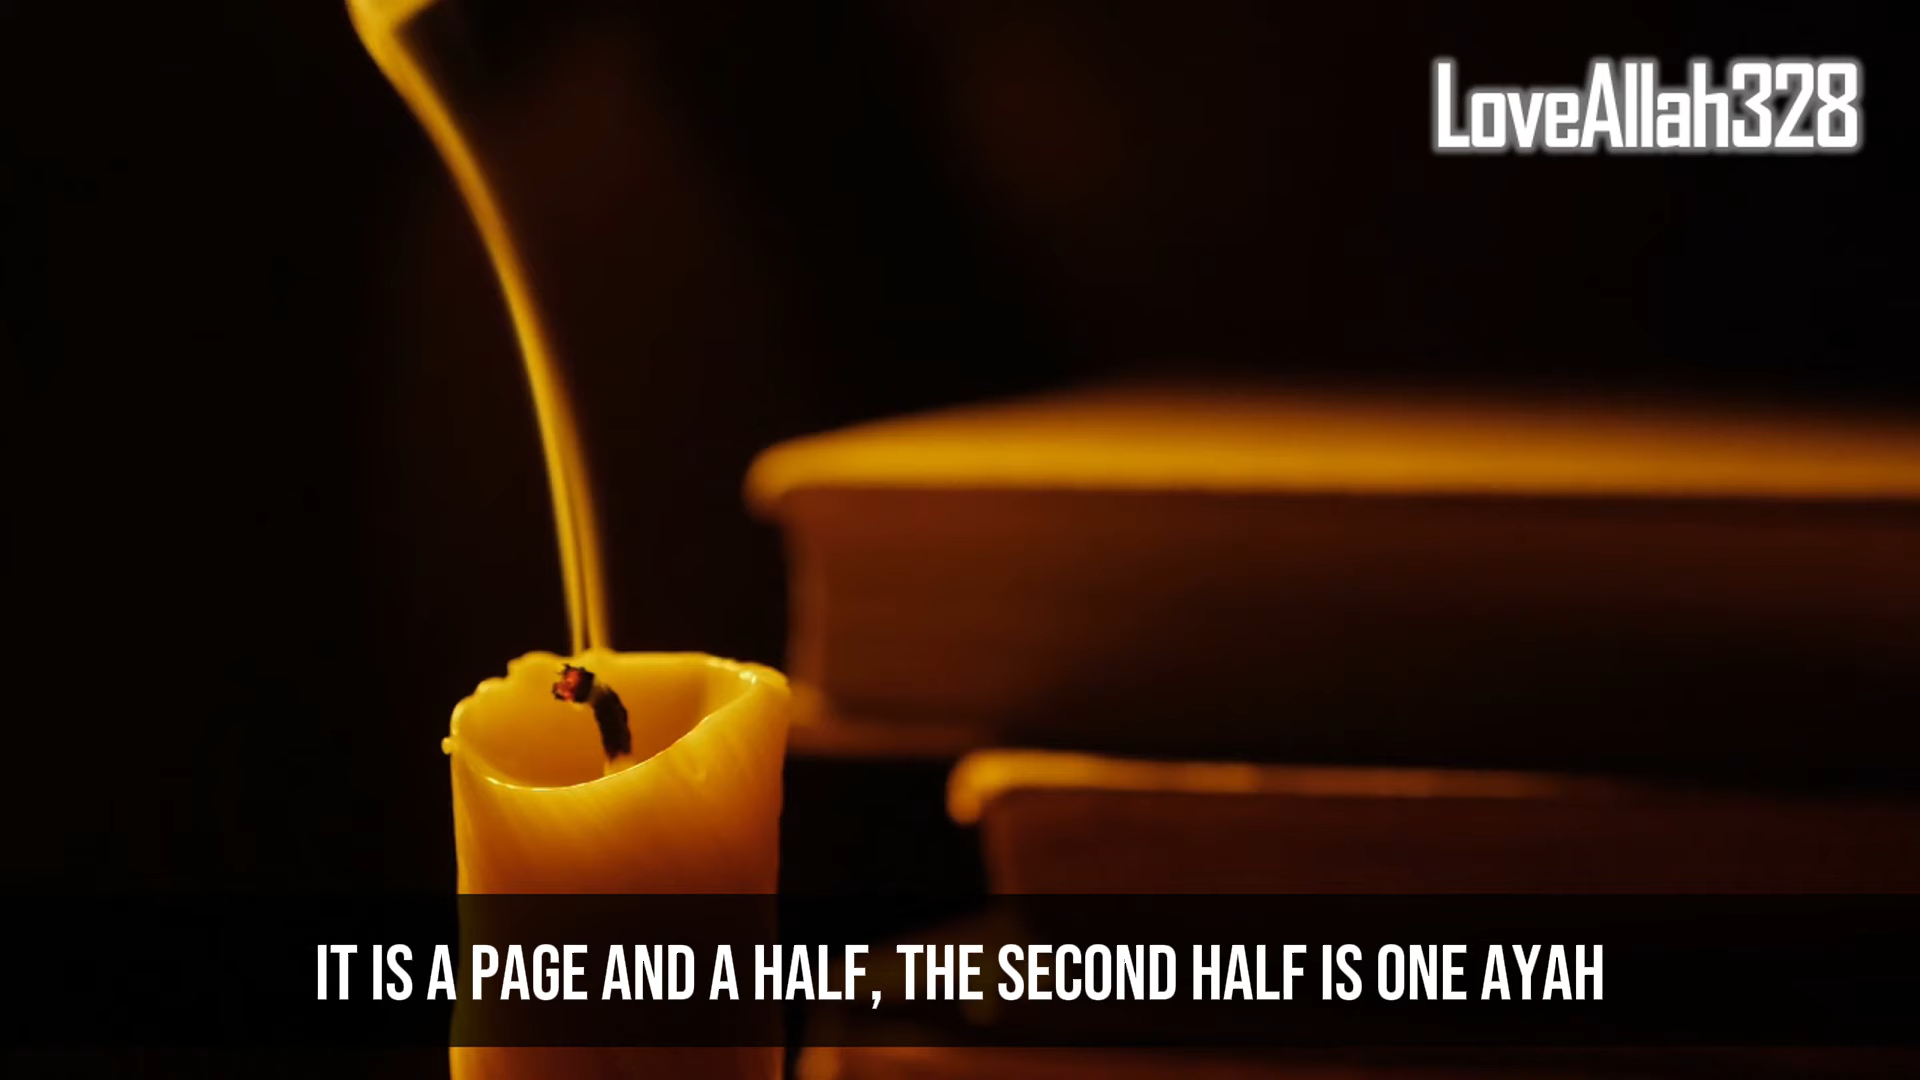 LoveAllah328
IT IS A PAGE AND A HALF, THE SECOND HALF IS ONE AYAH